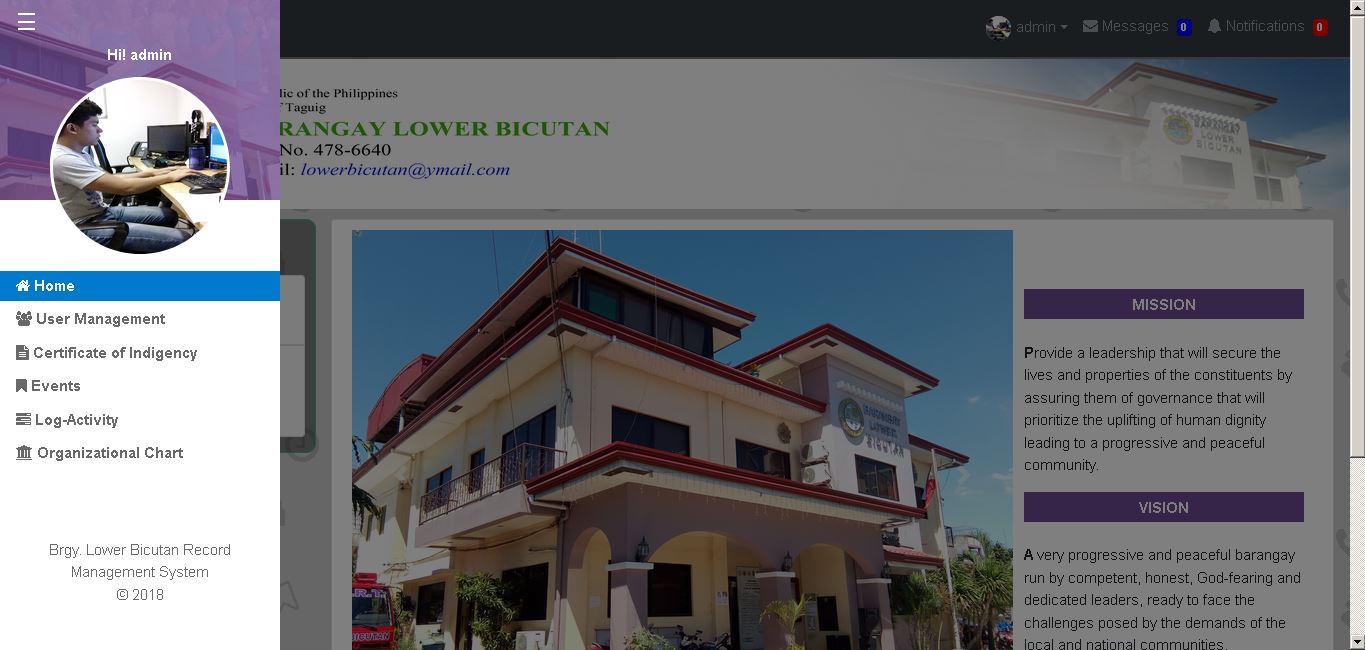 ☰
Hi! admin
Home
User Management
Certificate of Indigency
Events
Log-Activity
Organizational Chart
Brgy. Lower Bicutan Record
Management System
© 2018
admin Messages 0 Notifications 0
lic of the Philippines
Taguig
RANGAY LOWER BICUTAN
No. 478-6640
il: lowerbicutan@ymail.com
BARANGAY
LOWER
BICUTAN
BARANGAY
LOWER
BICUTAN
.R.T.
BICUTAN
MISSION
Provide a leadership that will secure the
lives and properties of the constituents by
assuring them of governance that will
prioritize the uplifting of human dignity
leading to a progressive and peaceful
community.
VISION
A very progressive and peaceful barangay
run by competent, honest, God-fearing and
dedicated leaders, ready to face the
challenges posed by the demands of the
local and national communities.